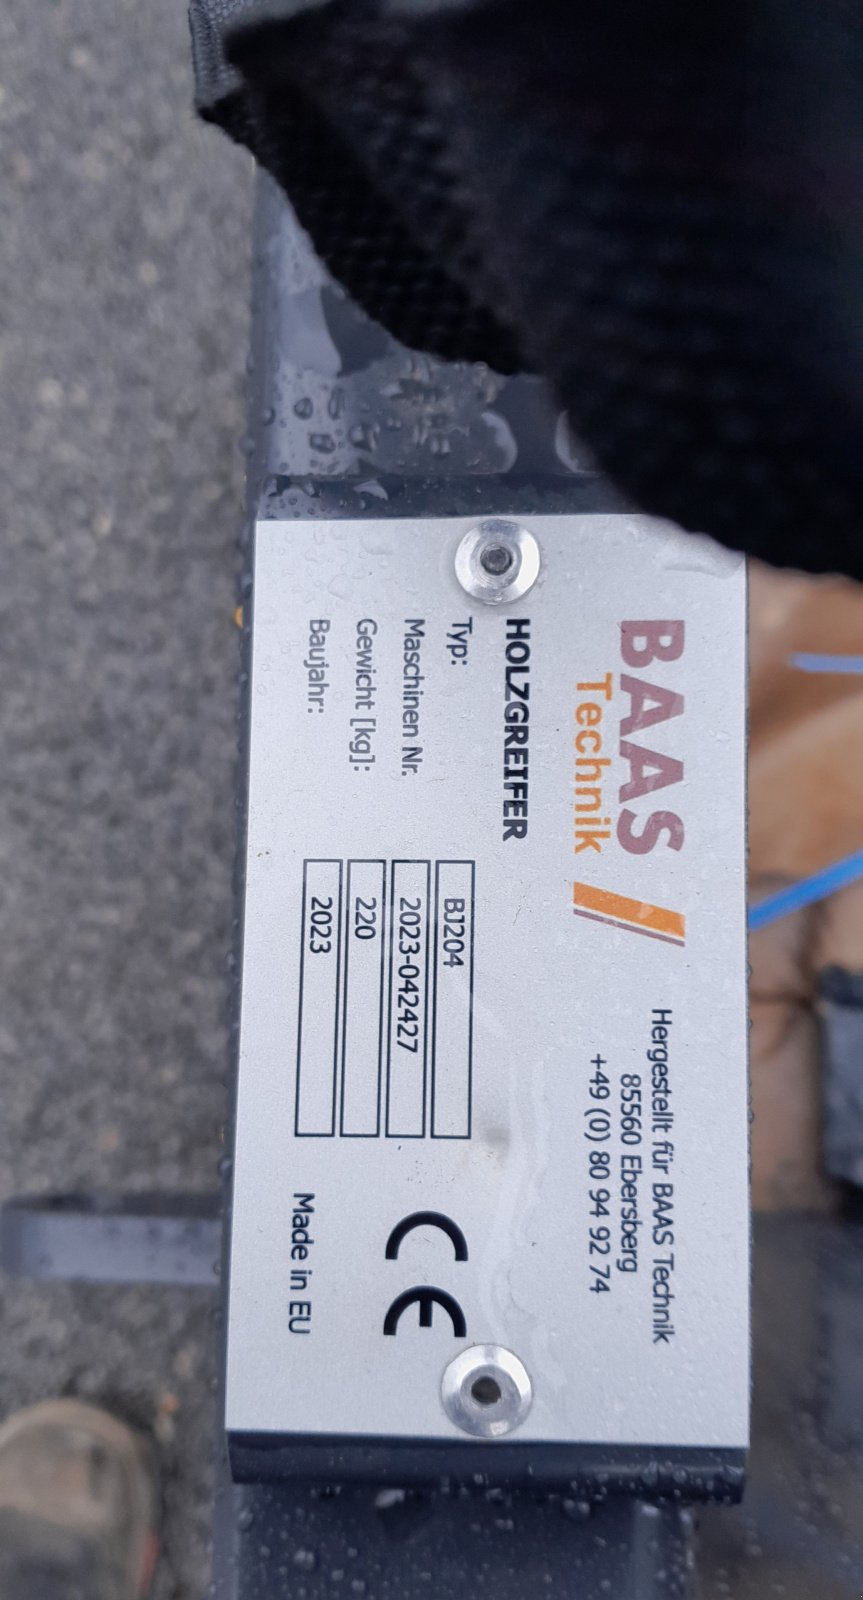 BAAS
Technik
Hergestellt für BAAS Technik
85560 Ebersberg
+49 (0) 80 94 92 74
HOLZGREIFER
Typ: BJ204
Maschinen Nr. 2023-042427
Gewicht [kg]: 220
Baujahr: 2023
CE
Made in EU